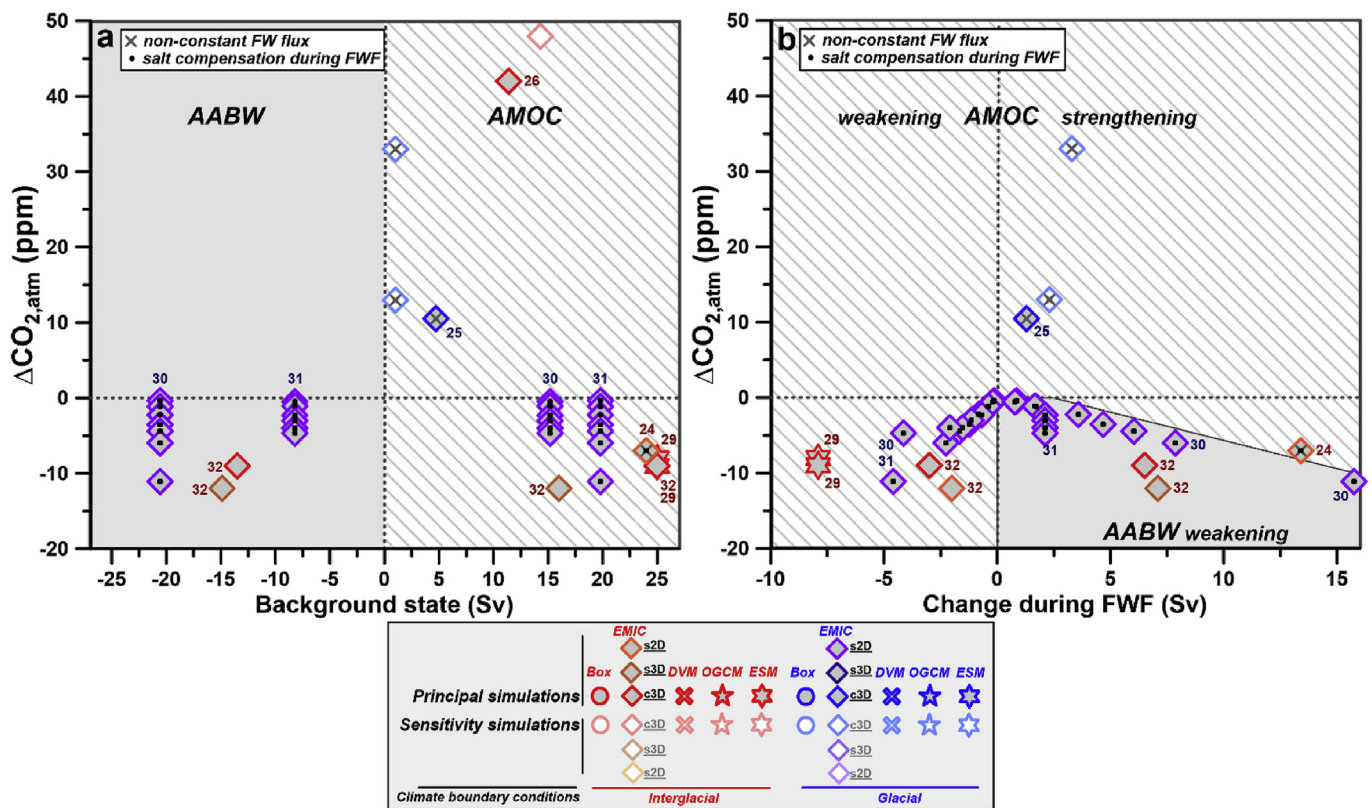 a
× non-constant FW flux
• salt compensation during FWF
AABW
AMOC
26
25
30
31
30
31
24
29
32
32
32
32
29
50
40
30
20
10
0
-10
-20
ΔCO2,atm (ppm)
-25 -20 -15 -10 -5 0 5 10 15 20 25
Background state (Sv)
b
× non-constant FW flux
• salt compensation during FWF
weakening AMOC strengthening
25
30
31
31
30
24
29
29
32
32
32
32
30
AABW weakening
50
40
30
20
10
0
-10
-20
ΔCO2,atm (ppm)
-10 -5 0 5 10 15
Change during FWF (Sv)
EMIC EMIC
s2D s2D
Box s3D DVM OGCM ESM Box s3D DVM OGCM ESM
Principal simulations c3D c3D
Sensitivity simulations c3D c3D
s3D s3D
s2D s2D
Climate boundary conditions Interglacial Glacial